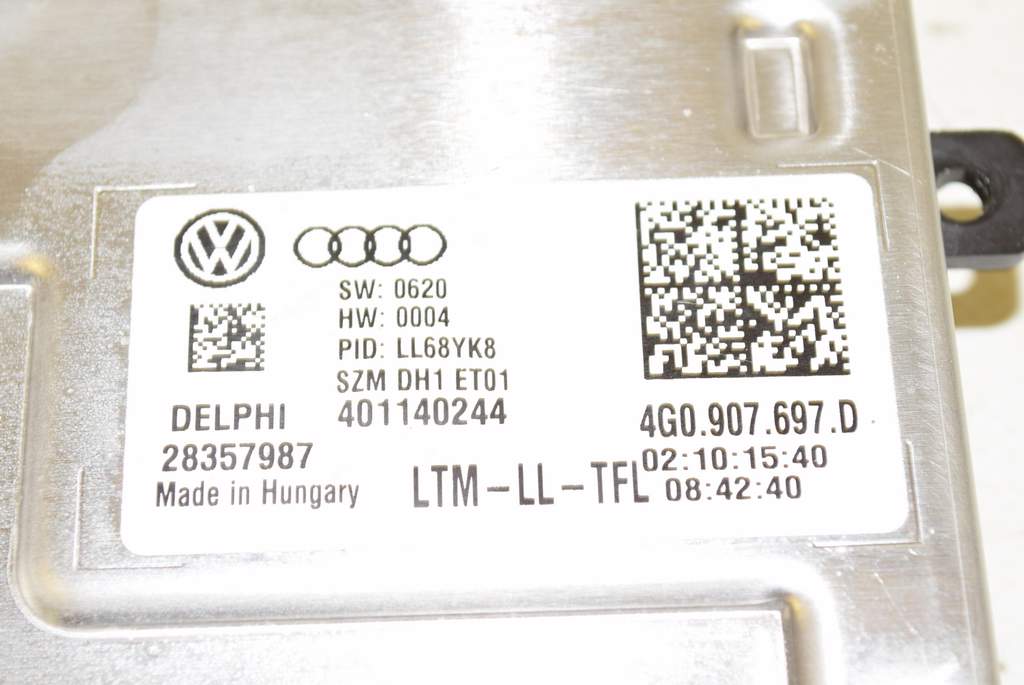 SW: 0620
HW: 0004
PID: LL68YK8
SZM DH1 ET01
DELPHI 401140244
28357987
Made in Hungary
LTM-LL-TFL
4G0.907.697.D
02:10:15:40
08:42:40